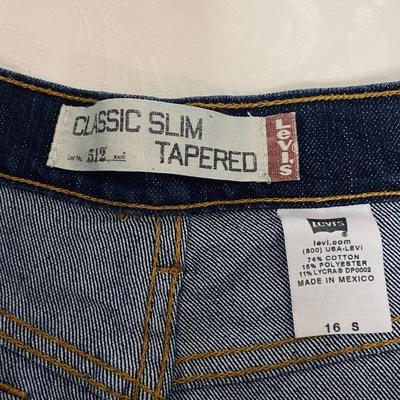 CLASSIC SLIM
Lot No. 512
TAPERED
Levi's
LEVI'S
levi.com
(800) USA-LEVI
74% COTTON
15% POLYESTER
11% LYCRA® DP0002
MADE IN MEXICO
16 S